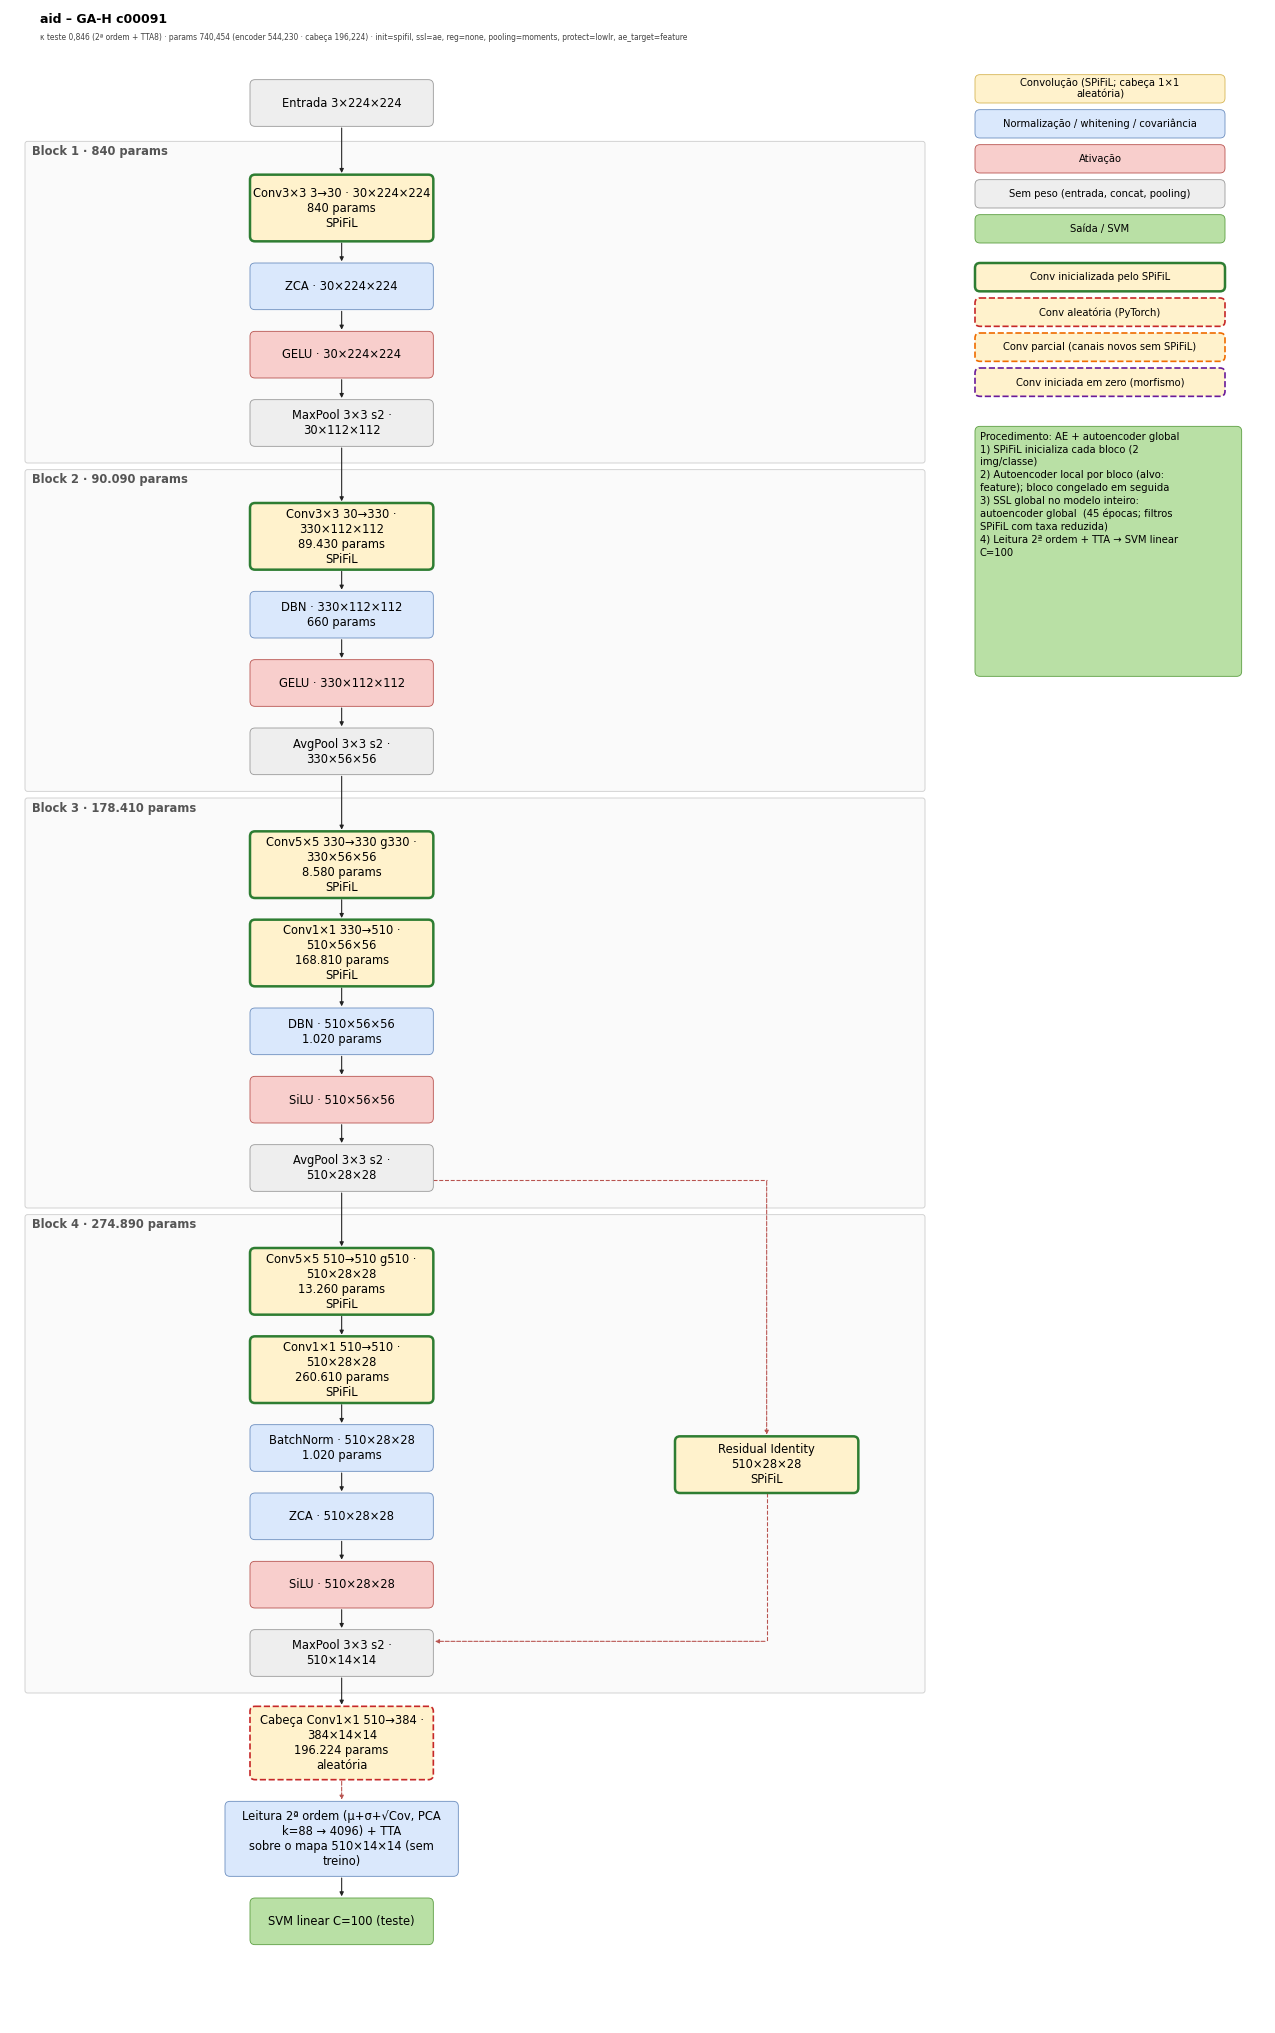 aid – GA-H c00091
κ teste 0,846 (2ª ordem + TTA8) · params 740,454 (encoder 544,230 · cabeça 196,224) · init=spifil, ssl=ae, reg=none, pooling=moments, protect=lowlr, ae_target=feature
Entrada 3×224×224
Block 1 · 840 params
Conv3×3 3→30 · 30×224×224
840 params
SPiFiL
ZCA · 30×224×224
GELU · 30×224×224
MaxPool 3×3 s2 ·
30×112×112
Block 2 · 90.090 params
Conv3×3 30→330 ·
330×112×112
89.430 params
SPiFiL
DBN · 330×112×112
660 params
GELU · 330×112×112
AvgPool 3×3 s2 ·
330×56×56
Block 3 · 178.410 params
Conv5×5 330→330 g330 ·
330×56×56
8.580 params
SPiFiL
Conv1×1 330→510 ·
510×56×56
168.810 params
SPiFiL
DBN · 510×56×56
1.020 params
SiLU · 510×56×56
AvgPool 3×3 s2 ·
510×28×28
Block 4 · 274.890 params
Conv5×5 510→510 g510 ·
510×28×28
13.260 params
SPiFiL
Conv1×1 510→510 ·
510×28×28
260.610 params
SPiFiL
BatchNorm · 510×28×28
1.020 params
Residual Identity
510×28×28
SPiFiL
ZCA · 510×28×28
SiLU · 510×28×28
MaxPool 3×3 s2 ·
510×14×14
Cabeça Conv1×1 510→384 ·
384×14×14
196.224 params
aleatória
Leitura 2ª ordem (μ+σ+√Cov, PCA
k=88 → 4096) + TTA
sobre o mapa 510×14×14 (sem
treino)
SVM linear C=100 (teste)
Convolução (SPiFiL; cabeça 1×1
aleatória)
Normalização / whitening / covariância
Ativação
Sem peso (entrada, concat, pooling)
Saída / SVM
Conv inicializada pelo SPiFiL
Conv aleatória (PyTorch)
Conv parcial (canais novos sem SPiFiL)
Conv iniciada em zero (morfismo)
Procedimento: AE + autoencoder global
1) SPiFiL inicializa cada bloco (2
img/classe)
2) Autoencoder local por bloco (alvo:
feature); bloco congelado em seguida
3) SSL global no modelo inteiro:
autoencoder global  (45 épocas; filtros
SPiFiL com taxa reduzida)
4) Leitura 2ª ordem + TTA → SVM linear
C=100